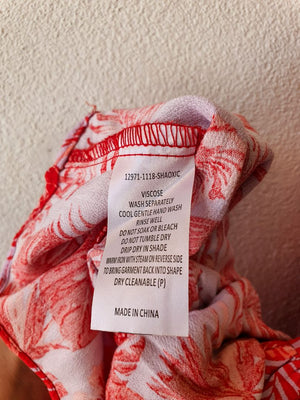 12971-1118-SHAOXIC
VISCOSE
WASH SEPARATELY
COOL GENTLE HAND WASH
RINSE WELL
DO NOT SOAK OR BLEACH
DO NOT TUMBLE DRY
DRIP DRY IN SHADE
WARM IRON WITH STEAM ON REVERSE SIDE
TO BRING GARMENT BACK INTO SHAPE
DRY CLEANABLE (P)
MADE IN CHINA